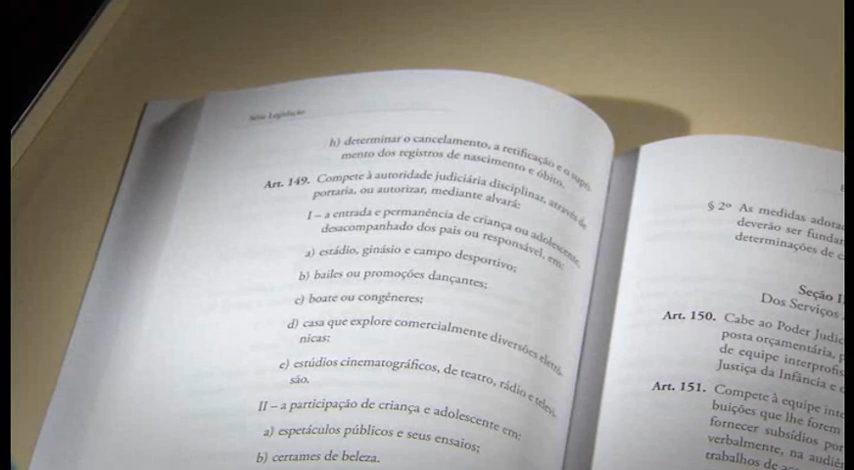 Série Legislação
h) determinar o cancelamento, a retificação e o supri-
mento dos registros de nascimento e óbito.
Art. 149. Compete à autoridade judiciária disciplinar, através de
portaria, ou autorizar, mediante alvará:
I – a entrada e permanência de criança ou adolescente,
desacompanhado dos pais ou responsável, em:
a) estádio, ginásio e campo desportivo;
b) bailes ou promoções dançantes;
c) boate ou congêneres;
d) casa que explore comercialmente diversões eletrô-
nicas;
e) estúdios cinematográficos, de teatro, rádio e televi-
são.
II – a participação de criança e adolescente em:
a) espetáculos públicos e seus ensaios;
b) certames de beleza.
§ 2º As medidas adota
deverão ser fundar
determinações de c
Seção I
Dos Serviços
Art. 150. Cabe ao Poder Judic
posta orçamentária, p
de equipe interprofis
Justiça da Infância e d
Art. 151. Compete à equipe inte
buições que lhe forem
fornecer subsídios por
verbalmente, na audiê
trabalhos de a